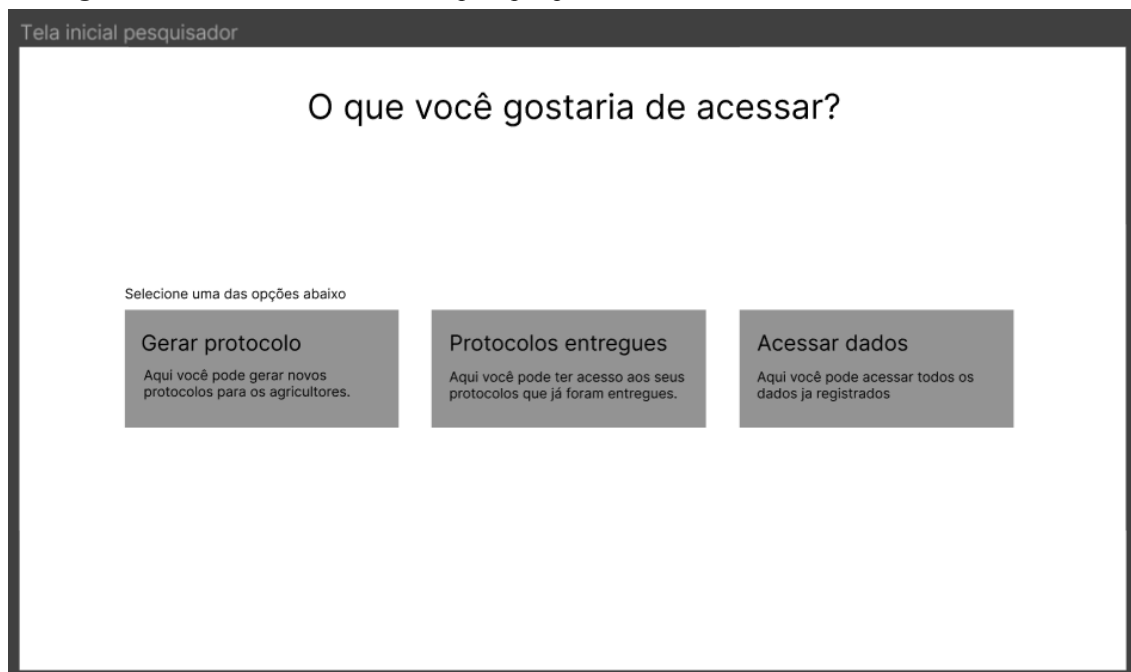 Tela inicial pesquisador
O que você gostaria de acessar?
Selecione uma das opções abaixo
Gerar protocolo
Aqui você pode gerar novos
protocolos para os agricultores.
Protocolos entregues
Aqui você pode ter acesso aos seus
protocolos que já foram entregues.
Acessar dados
Aqui você pode acessar todos os
dados ja registrados